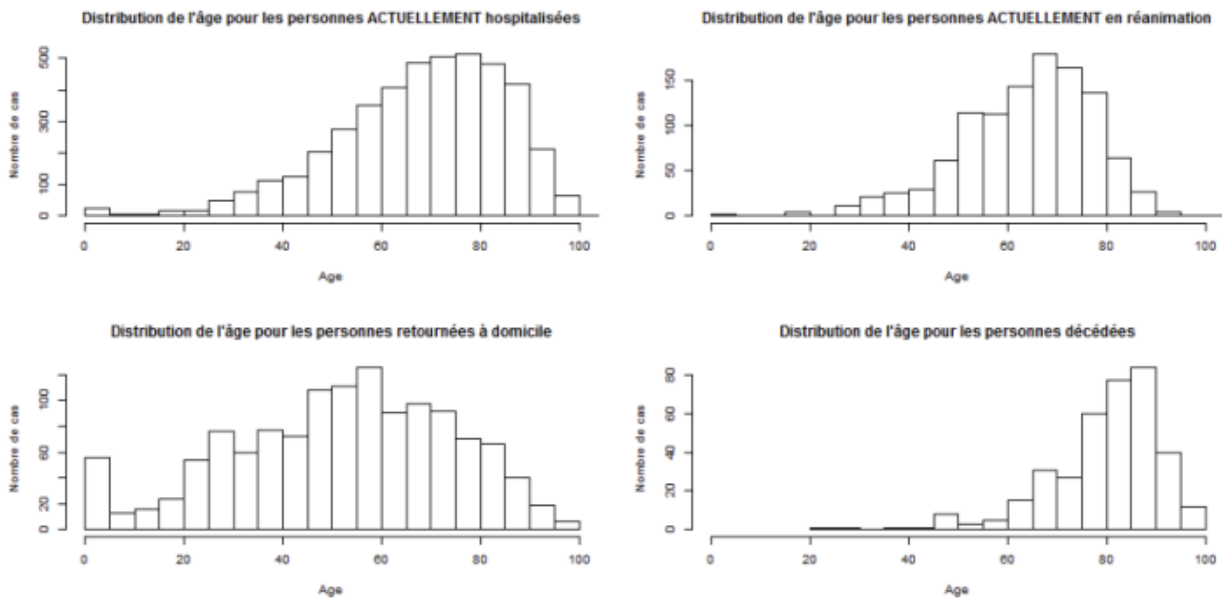 Distribution de l'âge pour les personnes ACTUELLEMENT hospitalisées
Nombre de cas
500
300
100
0
0 20 40 60 80 100
Age
Distribution de l'âge pour les personnes ACTUELLEMENT en réanimation
Nombre de cas
150
100
50
0
0 20 40 60 80 100
Age
Distribution de l'âge pour les personnes retournées à domicile
Nombre de cas
100
60
20
0
0 20 40 60 80 100
Age
Distribution de l'âge pour les personnes décédées
Nombre de cas
80
60
40
20
0
0 20 40 60 80 100
Age